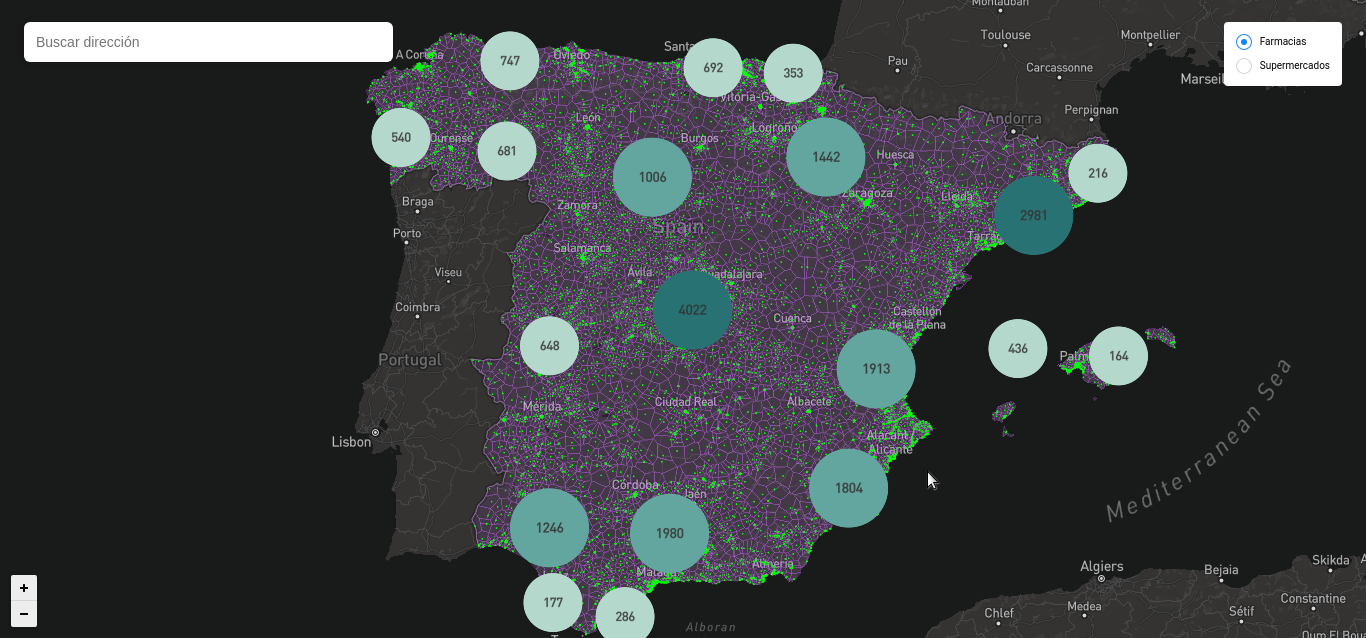 Buscar dirección
Farmacias
Supermercados
Montauban
Toulouse
Montpellier
Pau
Carcassonne
Marseil
Perpignan
Andorra
A Coruña
747
Oviedo
Santa
692
353
Vitoria-Gas
540
Ourense
681
León
Burgos
Logroño
1442
Huesca
216
1006
Zaragoza
Lleida
2981
Braga
Zamora
Spain
Tarrag
Porto
Salamanca
Viseu
Ávila
Guadalajara
Coimbra
4022
Cuenca
Castellón
de la Plana
648
436
Palm
164
Portugal
1913
Mérida
Ciudad Real
Albacete
Lisbon
Alacant
Alicante
Mediterranean Sea
Córdoba
Jaén
1804
1246
1980
Málaga
Almería
177
286
Alboran
Algiers
Bejaia
Skikda
Chlef
Medea
Sétif
Constantine
Oum El Boua
+
−